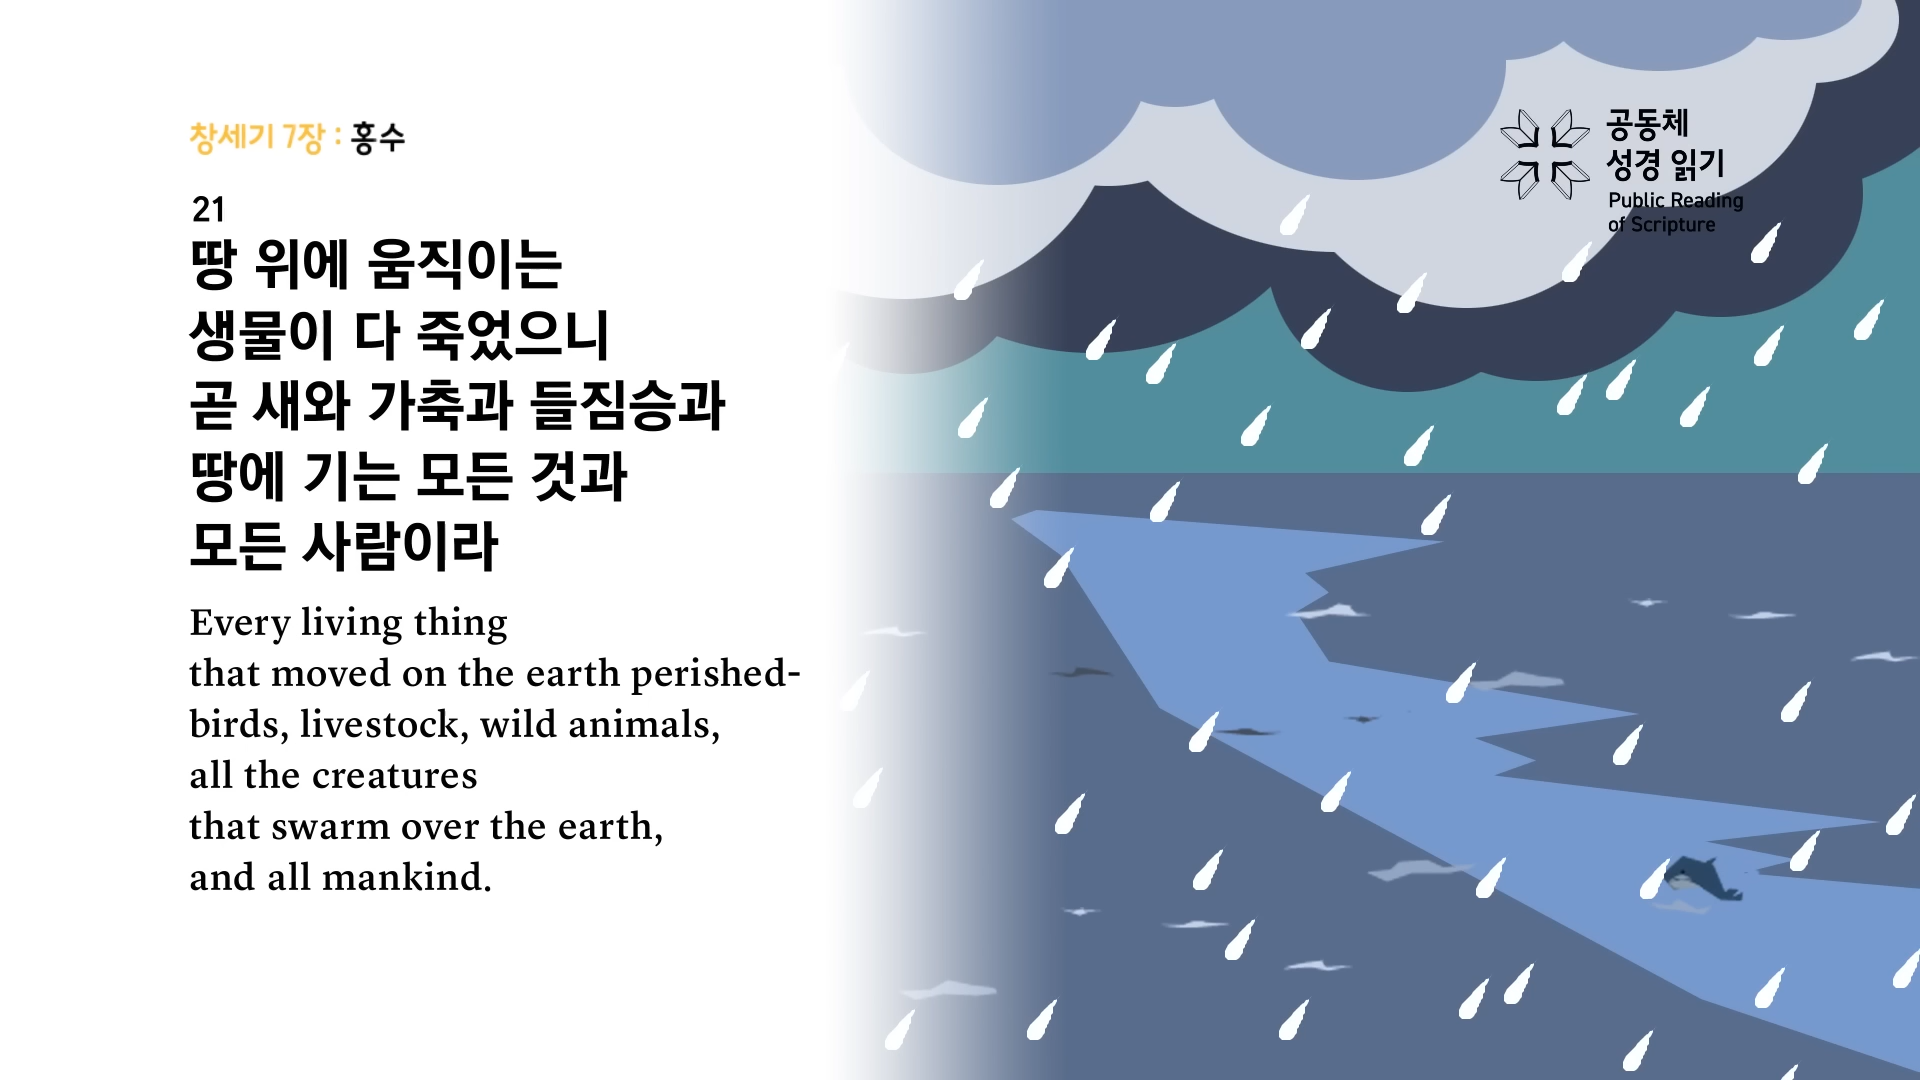 창세기 7장 : 홍수
21
땅 위에 움직이는
생물이 다 죽었으니
곧 새와 가축과 들짐승과
땅에 기는 모든 것과
모든 사람이라
Every living thing
that moved on the earth perished-
birds, livestock, wild animals,
all the creatures
that swarm over the earth,
and all mankind.
공동체
성경 읽기
Public Reading
of Scripture